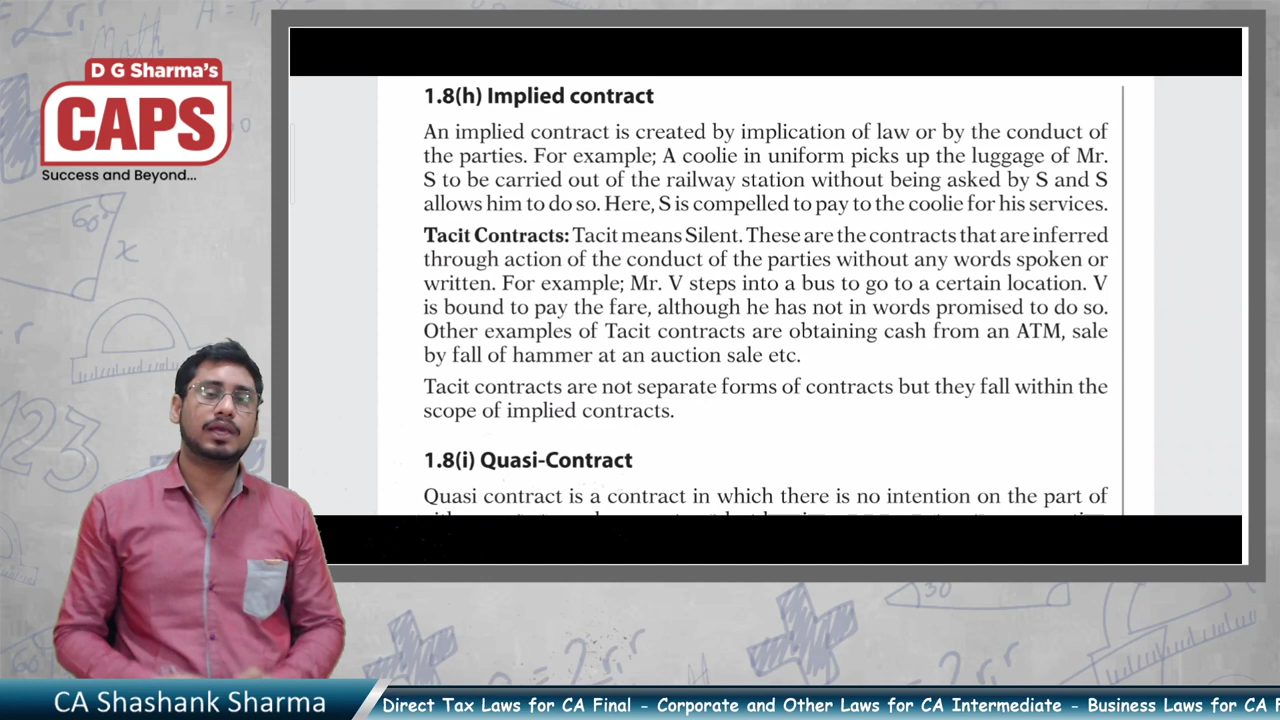 D G Sharma's
CAPS
Success and Beyond...
1.8(h) Implied contract
An implied contract is created by implication of law or by the conduct of
the parties. For example; A coolie in uniform picks up the luggage of Mr.
S to be carried out of the railway station without being asked by S and S
allows him to do so. Here, S is compelled to pay to the coolie for his services.
Tacit Contracts: Tacit means Silent. These are the contracts that are inferred
through action of the conduct of the parties without any words spoken or
written. For example; Mr. V steps into a bus to go to a certain location. V
is bound to pay the fare, although he has not in words promised to do so.
Other examples of Tacit contracts are obtaining cash from an ATM, sale
by fall of hammer at an auction sale etc.
Tacit contracts are not separate forms of contracts but they fall within the
scope of implied contracts.
1.8(i) Quasi-Contract
Quasi contract is a contract in which there is no intention on the part of
Math
60°
x
123
30
2r
CA Shashank Sharma
Direct Tax Laws for CA Final - Corporate and Other Laws for CA Intermediate - Business Laws for CA